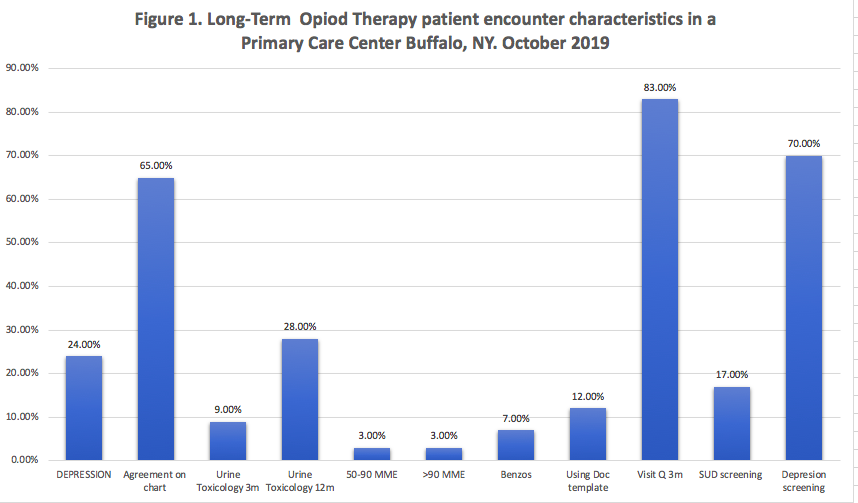 Figure 1. Long-Term  Opiod Therapy patient encounter characteristics in a
Primary Care Center Buffalo, NY. October 2019
90.00%
80.00%
70.00%
60.00%
50.00%
40.00%
30.00%
20.00%
10.00%
0.00%
24.00%
65.00%
9.00%
28.00%
3.00%
3.00%
7.00%
12.00%
83.00%
17.00%
70.00%
DEPRESSION
Agreement on
chart
Urine
Toxicology 3m
Urine
Toxicology 12m
50-90 MME
>90 MME
Benzos
Using Doc
template
Visit Q 3m
SUD screening
Depresion
screening